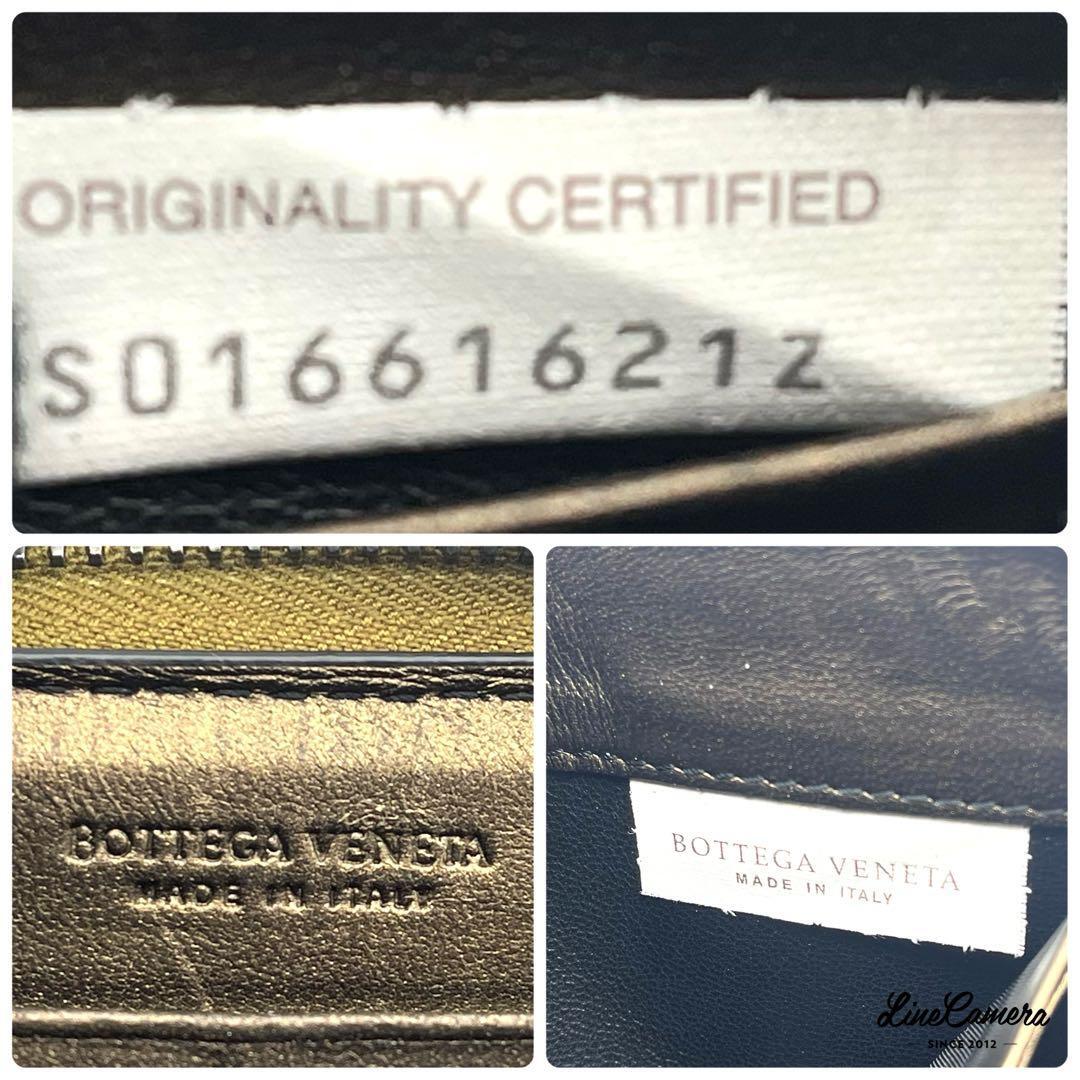 ORIGINALITY CERTIFIED
S01661621Z
BOTTEGA VENETA
MADE IN ITALY
BOTTEGA VENETA
MADE IN ITALY
LineCamera
SINCE 2012